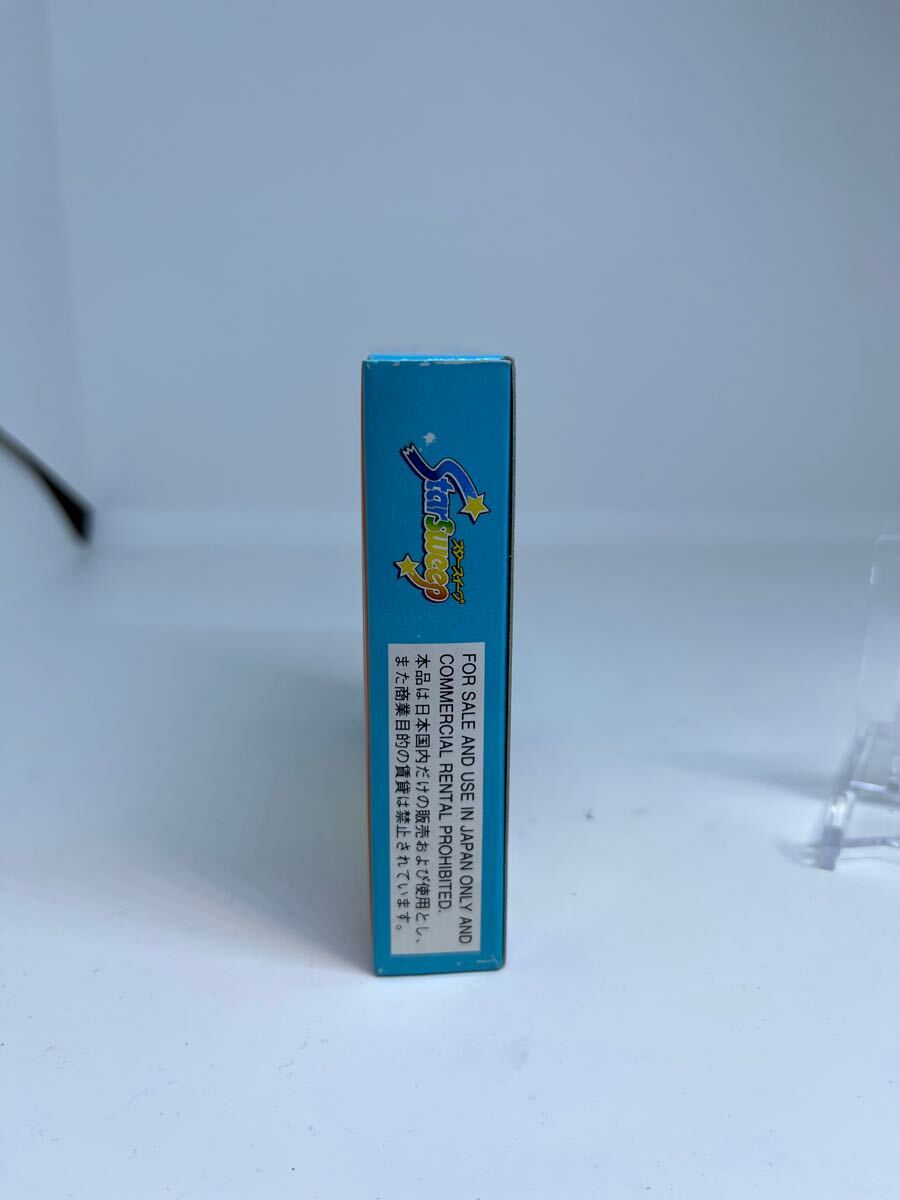 StarSweep
スタースイープ
FOR SALE AND USE IN JAPAN ONLY AND
COMMERCIAL RENTAL PROHIBITED.
本品は日本国内だけの販売および使用とし、
また商業目的の賃貸は禁止されています。